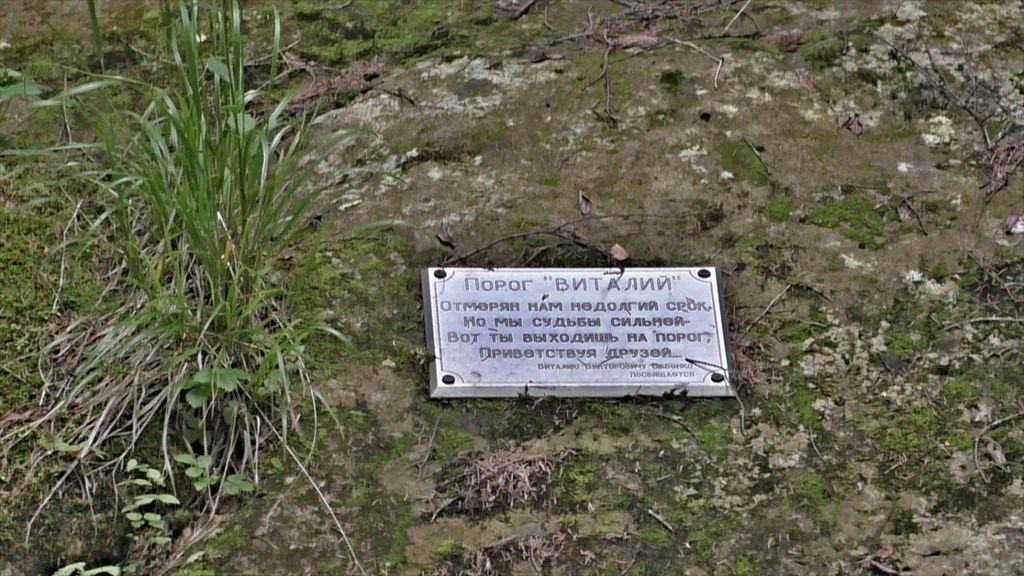 Порог "ВИТАЛИЙ"
Отмерян нам недолгий срок,
Но мы судьбы сильней-
Вот ты выходишь на порог,
Приветствуя друзей...
Виталию Викторовичу
посвящается